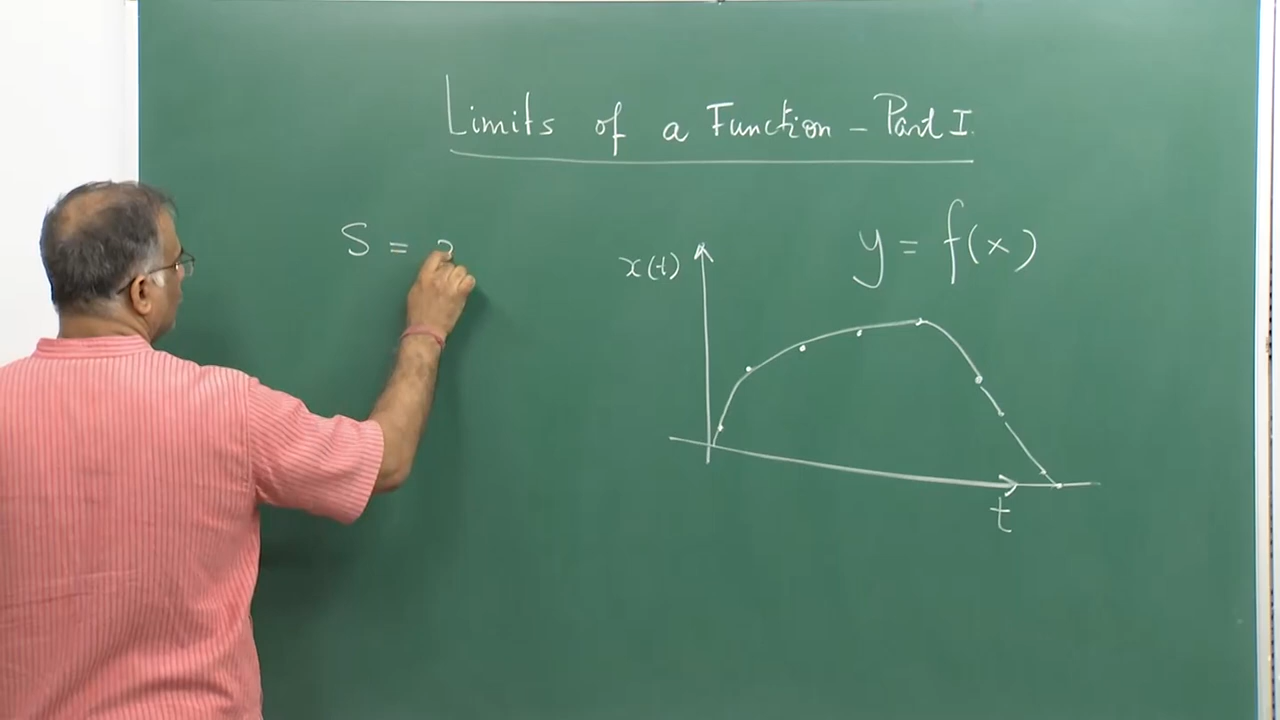 Limits of a Function - Part I
S =
y = f(x)
x(t)
t